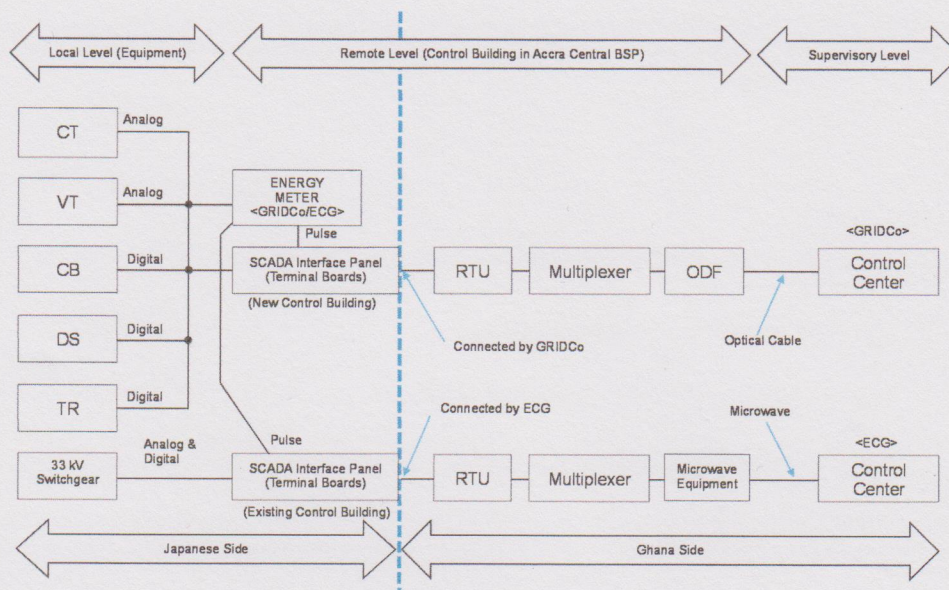 Local Level (Equipment)
Remote Level (Control Building in Accra Central BSP)
Supervisory Level
CT
Analog
VT
Analog
ENERGY
METER
<GRIDCo/ECG>
Pulse
CB
Digital
SCADA Interface Panel
(Terminal Boards)
(New Control Building)
RTU
Multiplexer
ODF
<GRIDCo>
Control
Center
DS
Digital
Connected by GRIDCo
Optical Cable
TR
Digital
Connected by ECG
Microwave
33 kV
Switchgear
Analog &
Digital
Pulse
SCADA Interface Panel
(Terminal Boards)
(Existing Control Building)
RTU
Multiplexer
Microwave
Equipment
<ECG>
Control
Center
Japanese Side
Ghana Side